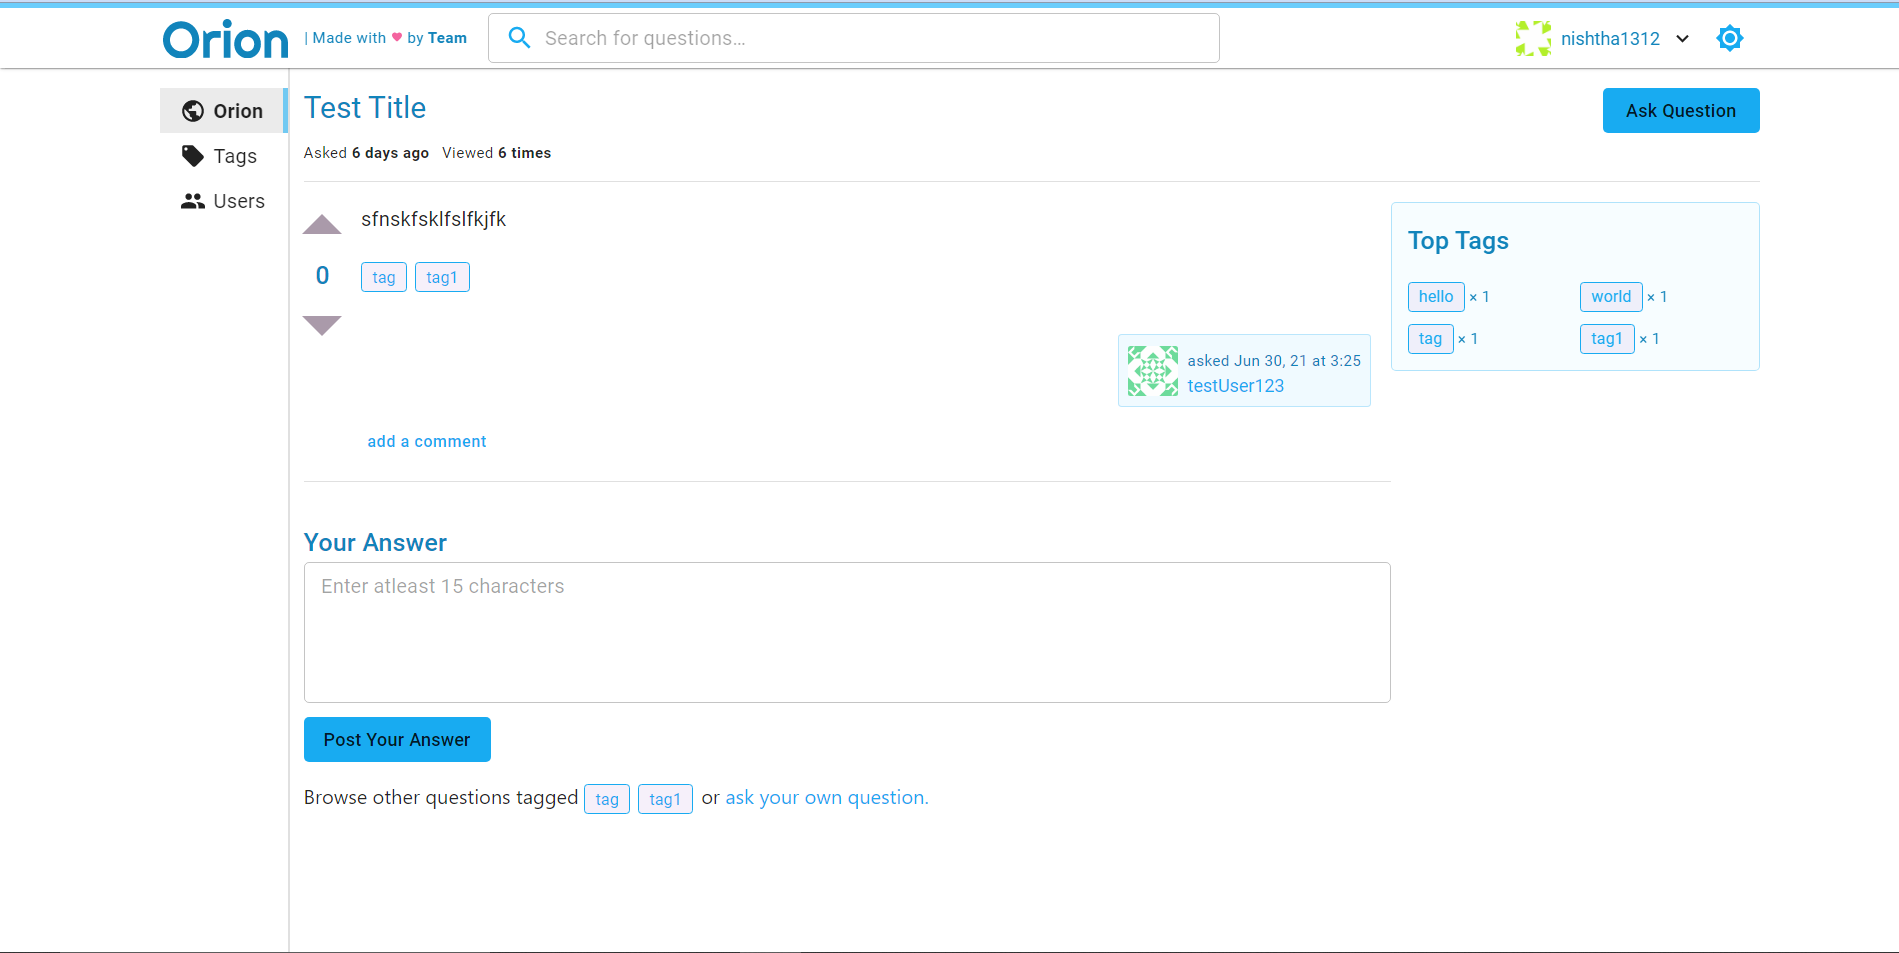 Orion | Made with ♥ by Team
Search for questions...
nishtha1312
Orion
Tags
Users
Test Title
Ask Question
Asked 6 days ago Viewed 6 times
sfnskfsklfslfkjfk
0
tag tag1
asked Jun 30, 21 at 3:25
testUser123
add a comment
Top Tags
hello × 1 world × 1
tag × 1 tag1 × 1
Your Answer
Enter atleast 15 characters
Post Your Answer
Browse other questions tagged tag tag1 or ask your own question.